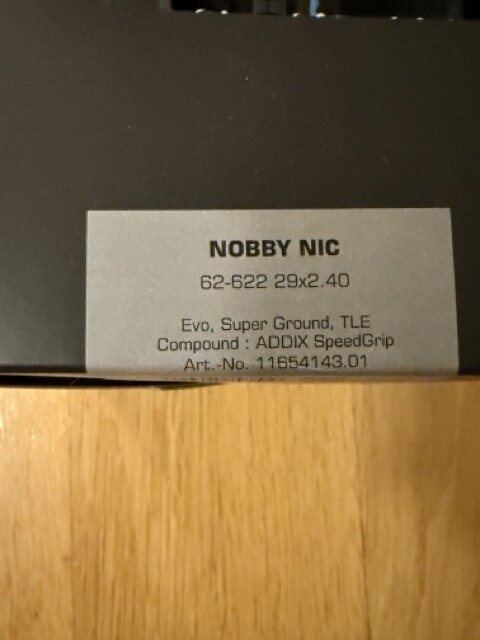 NOBBY NIC
62-622 29x2.40
Evo, Super Ground, TLE
Compound : ADDIX SpeedGrip
Art.-No. 11654143.01